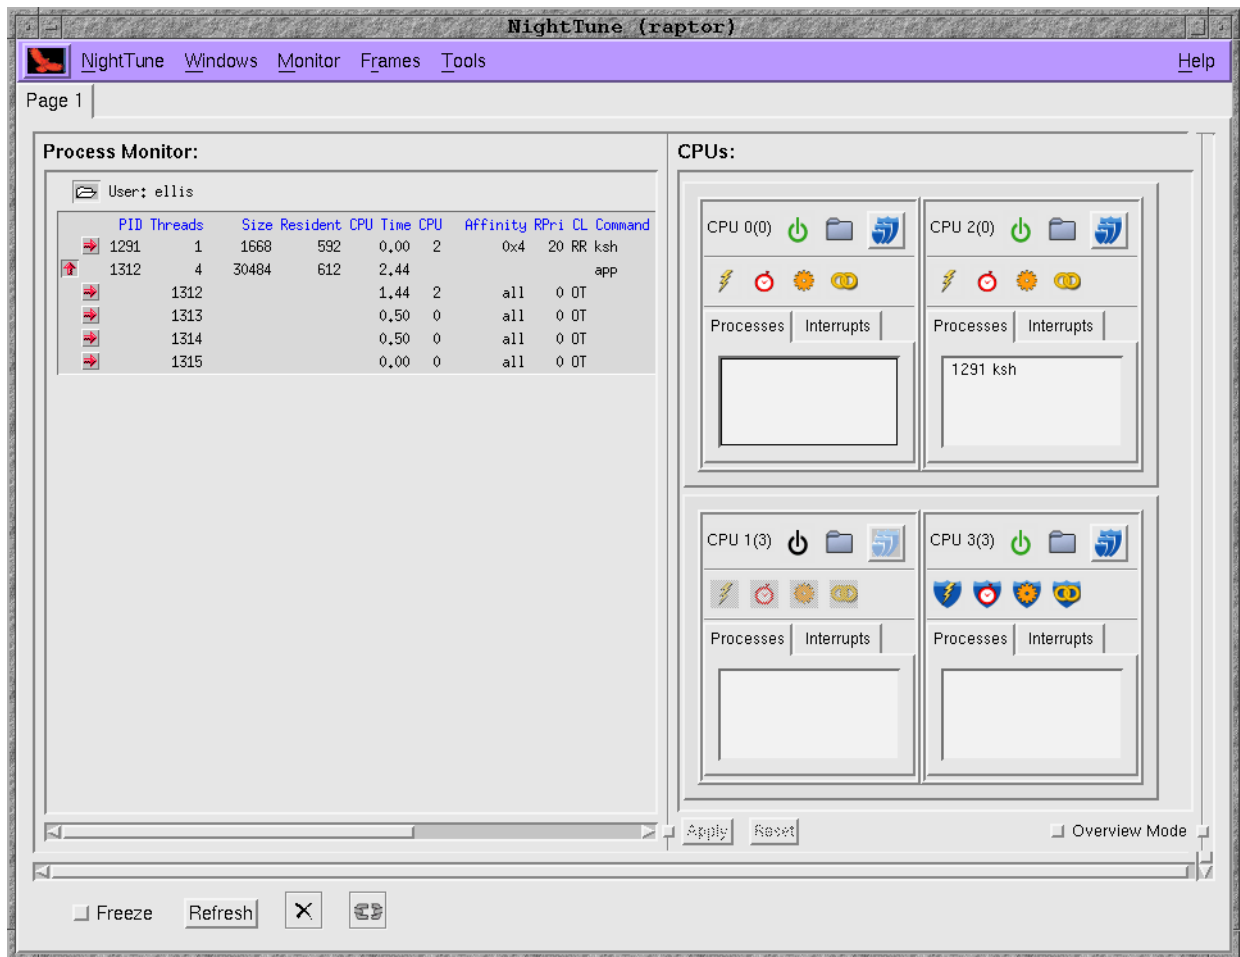 NightTune (raptor)
NightTune Windows Monitor Frames Tools Help
Page 1
Process Monitor:
User: ellis
PID Threads Size Resident CPU Time CPU Affinity RPri CL Command
1291 1 1668 592 0.00 2 0x4 20 RR ksh
1312 4 30484 612 2.44 app
1312 1.44 2 all 0 OT
1313 0.50 0 all 0 OT
1314 0.50 0 all 0 OT
1315 0.00 0 all 0 OT
CPUs:
CPU 0(0)
Processes Interrupts
CPU 2(0)
Processes Interrupts
1291 ksh
CPU 1(3)
Processes Interrupts
CPU 3(3)
Processes Interrupts
Apply Reset Overview Mode
Freeze Refresh